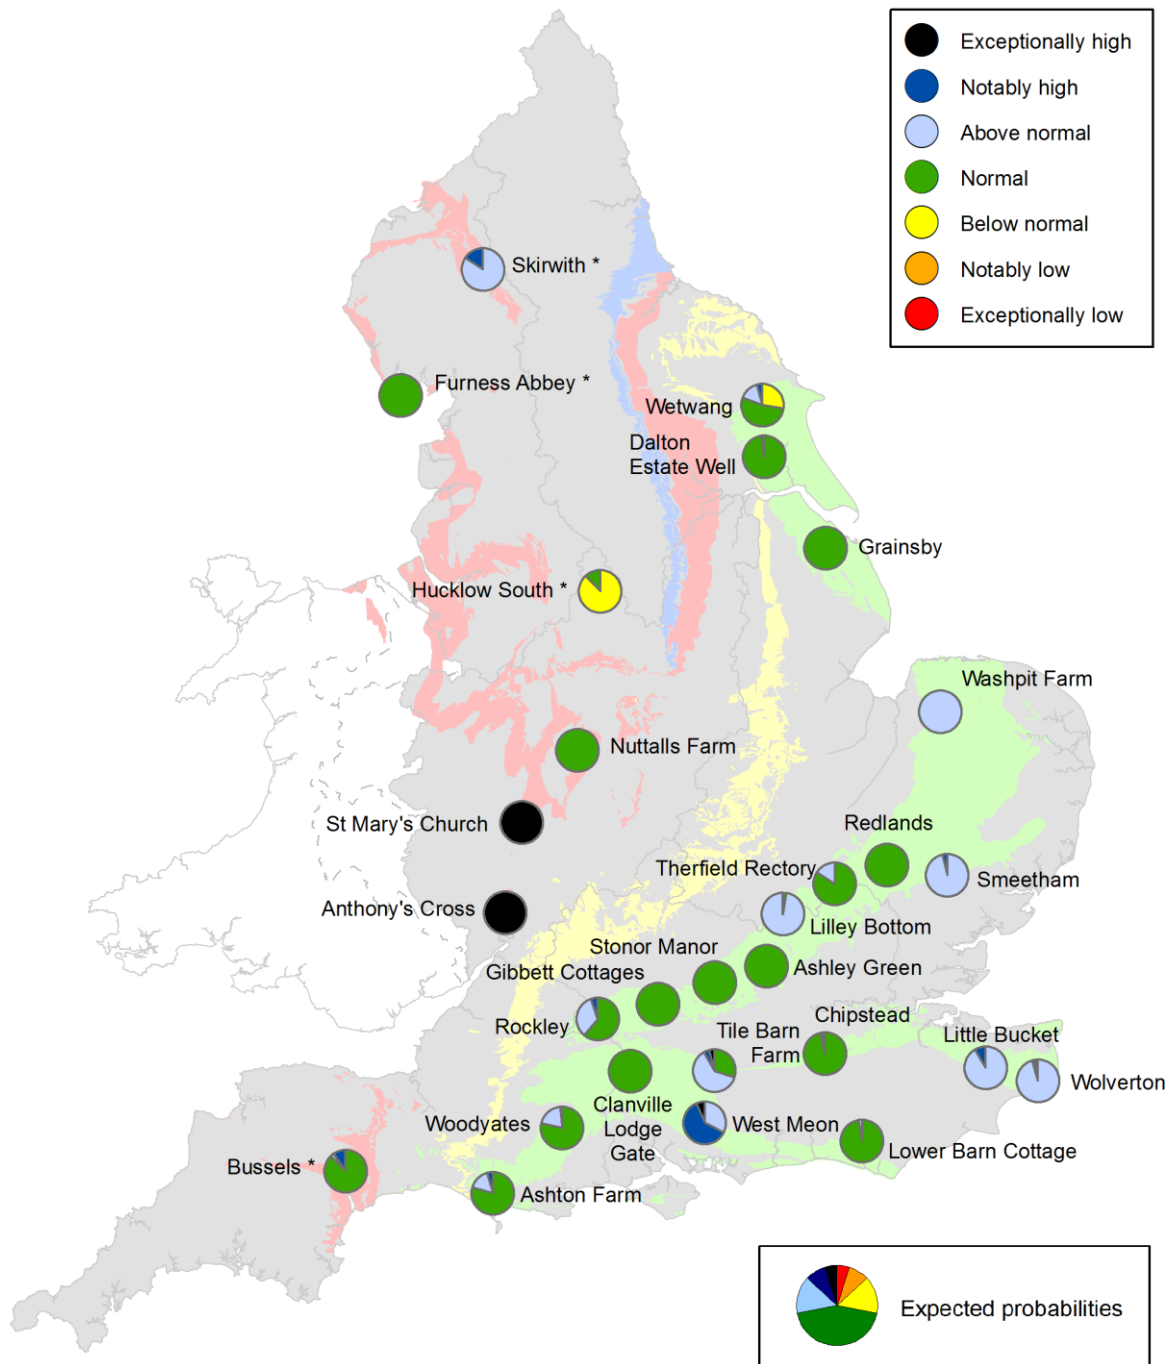 Exceptionally high
Notably high
Above normal
Normal
Below normal
Notably low
Exceptionally low
Skirwith *
Furness Abbey *
Wetwang
Dalton
Estate Well
Grainsby
Hucklow South *
Washpit Farm
Nuttalls Farm
St Mary's Church
Redlands
Therfield Rectory
Smeetham
Anthony's Cross
Lilley Bottom
Stonor Manor
Ashley Green
Gibbett Cottages
Rockley
Chipstead
Tile Barn
Farm
Little Bucket
Wolverton
Clanville
Lodge
Gate
Woodyates
West Meon
Lower Barn Cottage
Bussels *
Ashton Farm
Expected probabilities